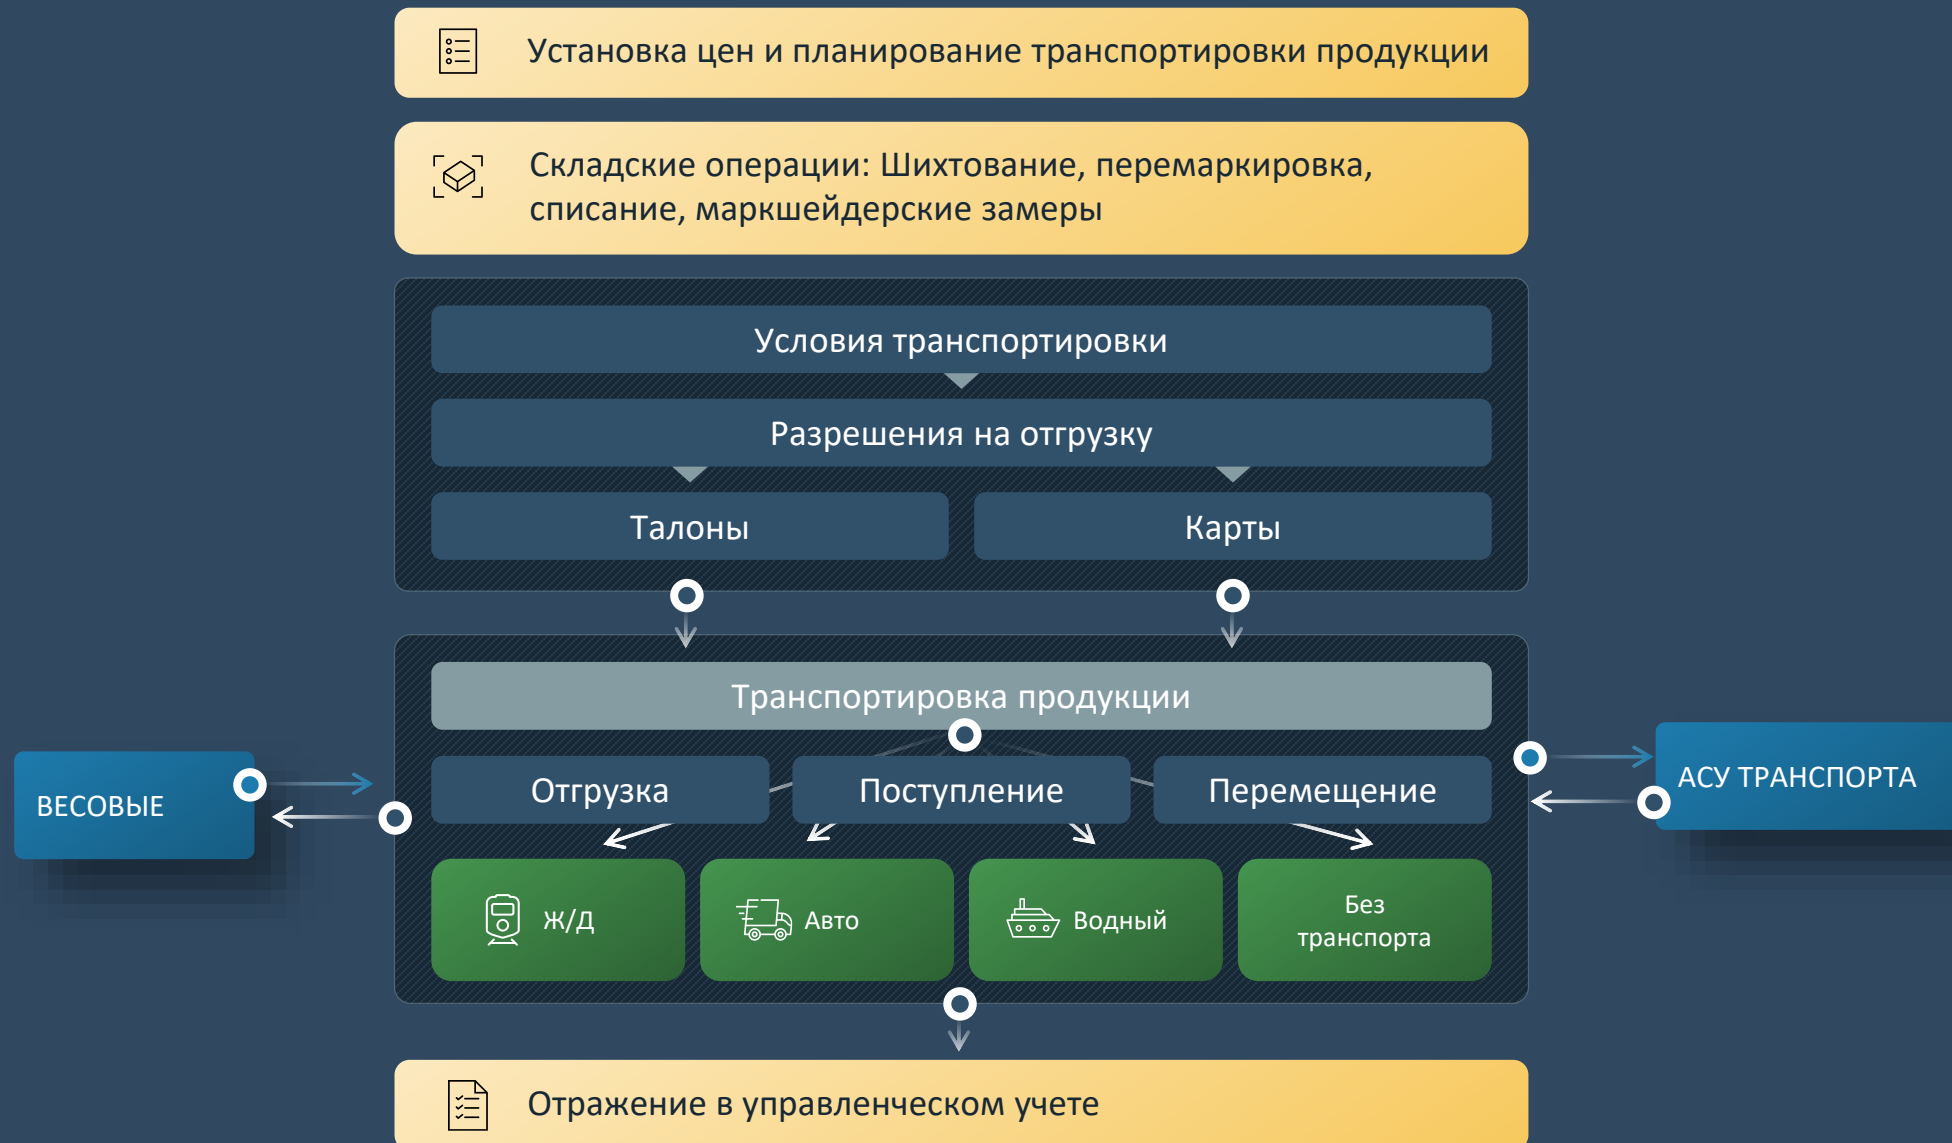 Установка цен и планирование транспортировки продукции
Складские операции: Шихтование, перемаркировка,
списание, маркшейдерские замеры
Условия транспортировки
Разрешения на отгрузку
Талоны
Карты
Транспортировка продукции
Отгрузка
Поступление
Перемещение
ВЕСОВЫЕ
АСУ ТРАНСПОРТА
Ж/Д
Авто
Водный
Без
транспорта
Отражение в управленческом учете